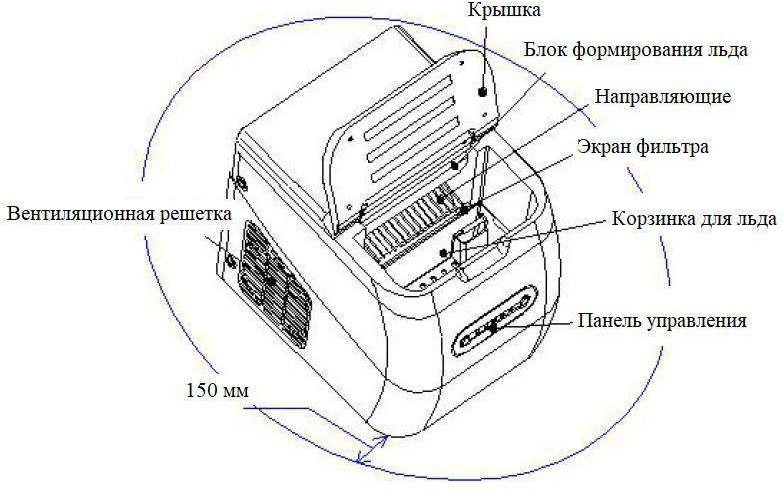 Крышка
Блок формирования льда
Направляющие
Экран фильтра
Вентиляционная решетка
Корзинка для льда
Панель управления
150 мм